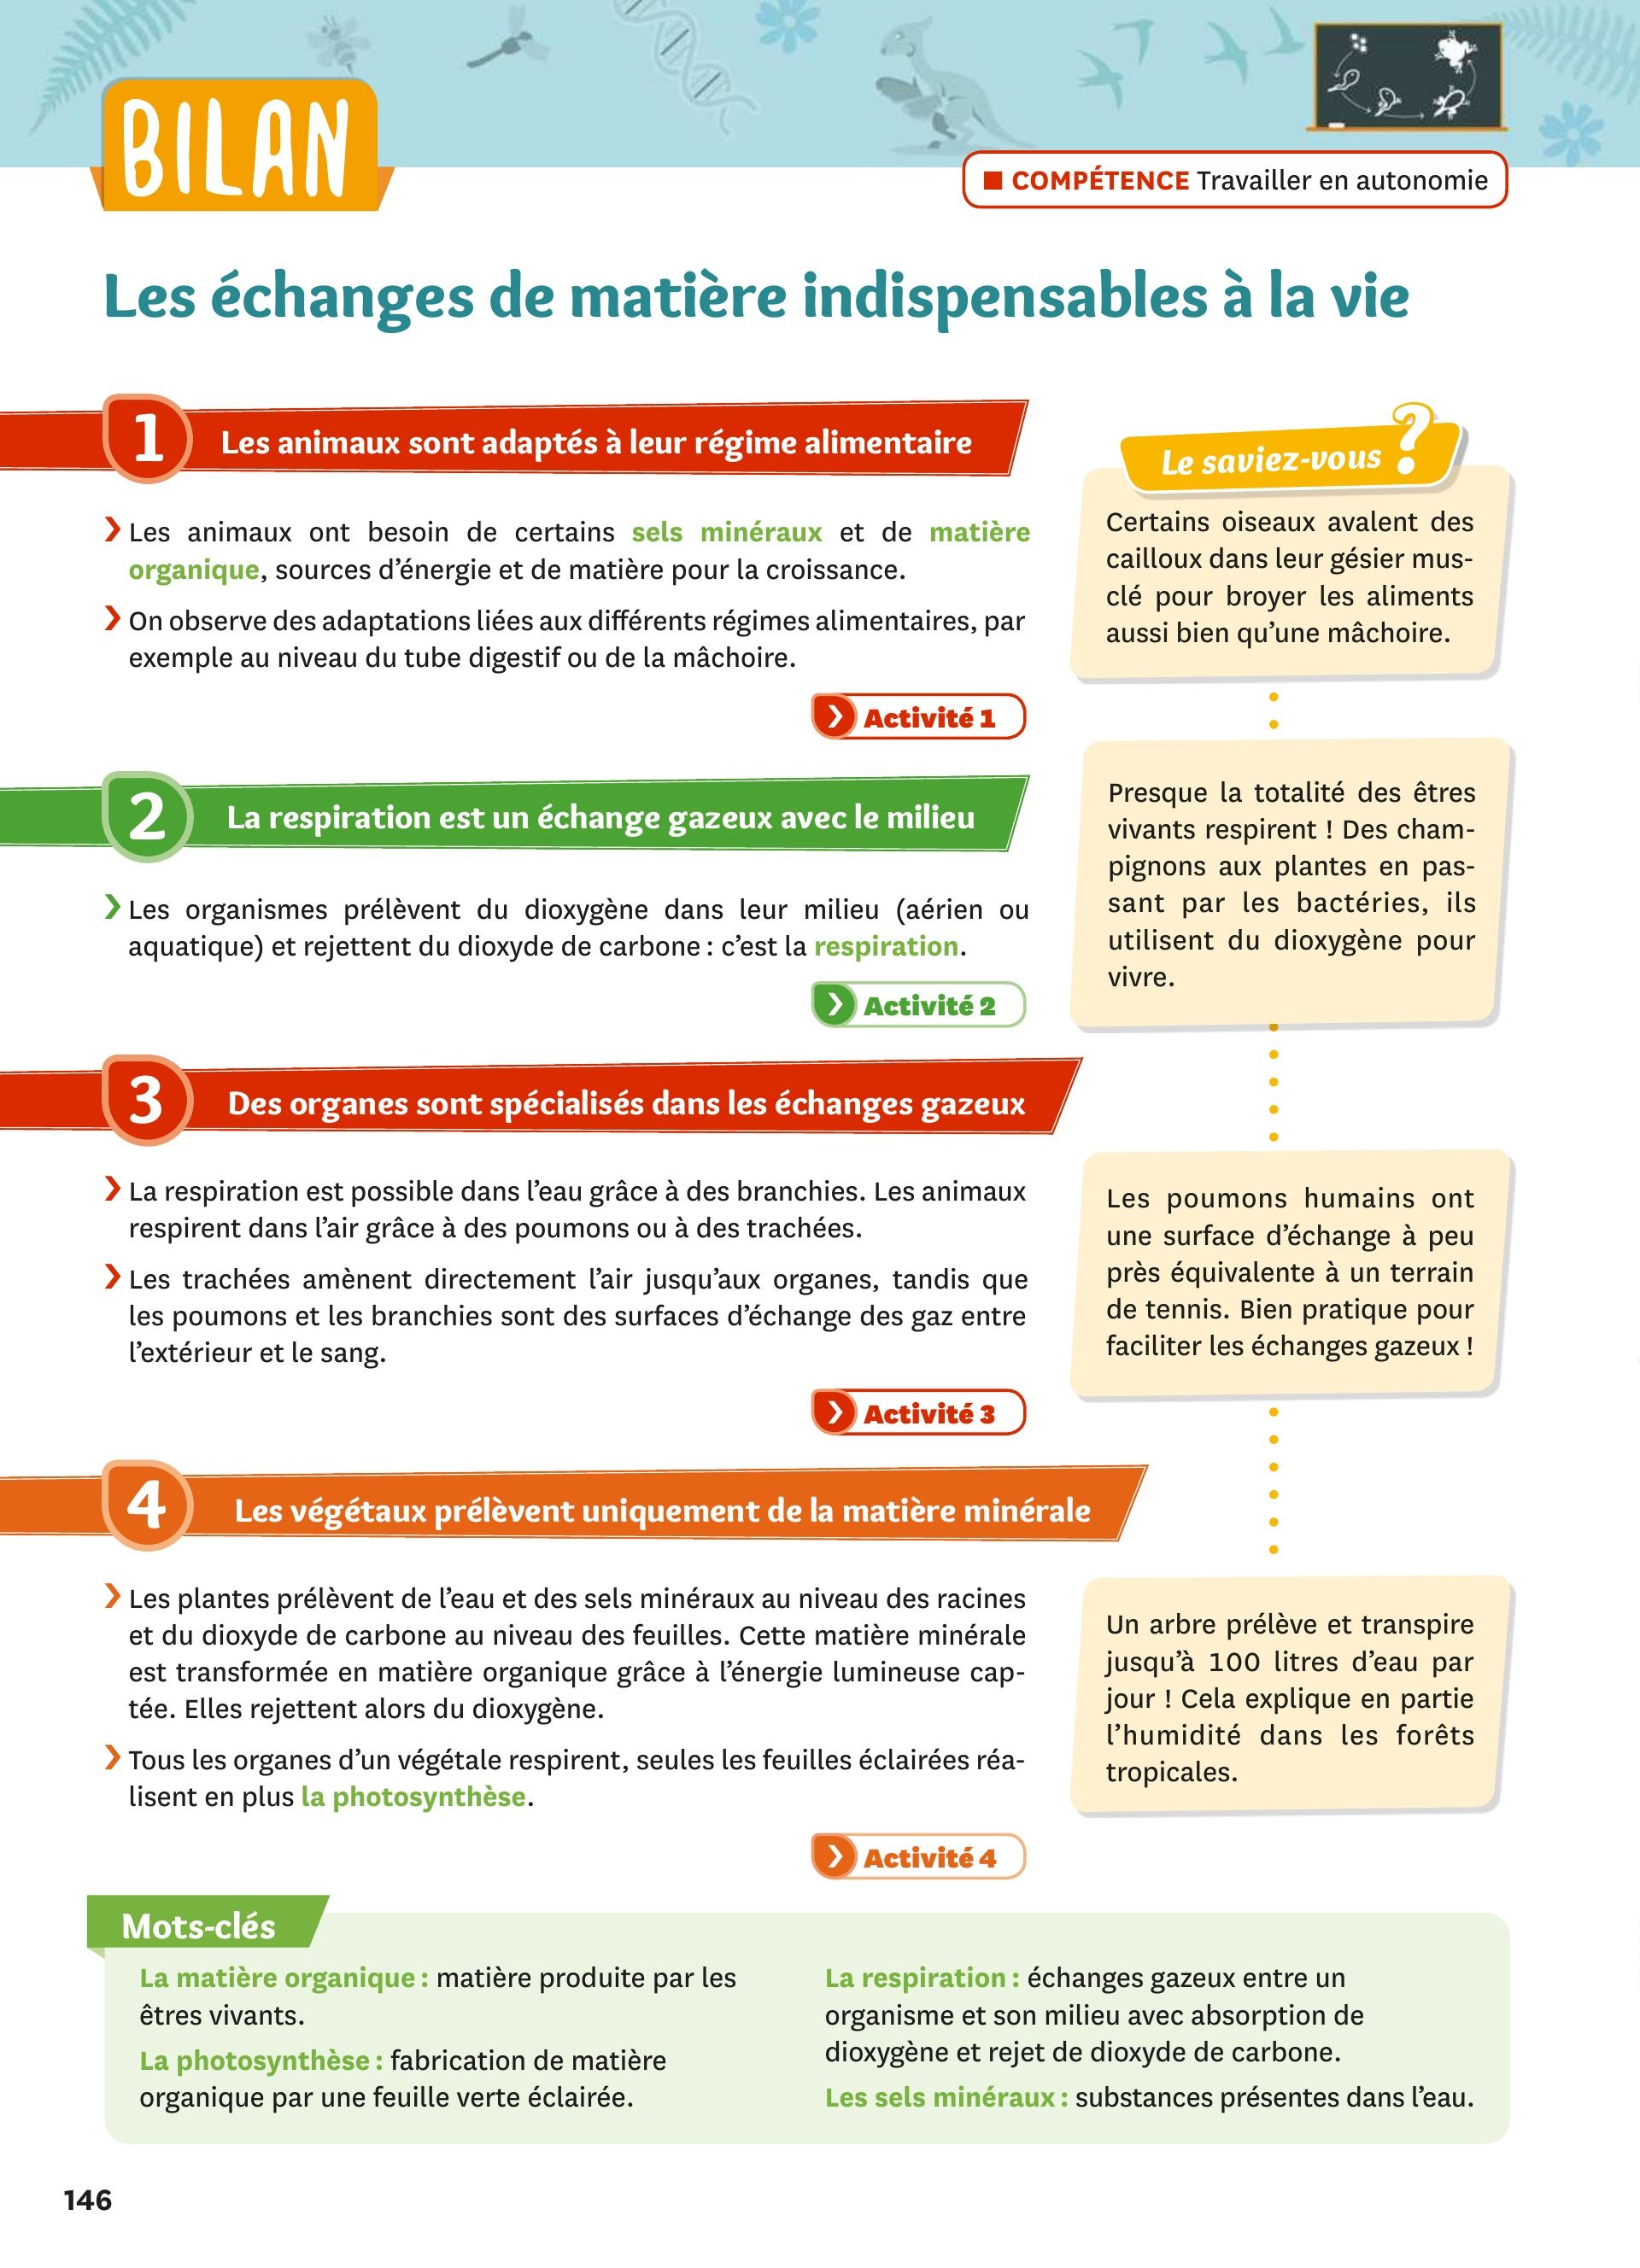 BILAN
■ COMPÉTENCE Travailler en autonomie
Les échanges de matière indispensables à la vie
1 Les animaux sont adaptés à leur régime alimentaire
❯ Les animaux ont besoin de certains sels minéraux et de matière
organique, sources d’énergie et de matière pour la croissance.
❯ On observe des adaptations liées aux différents régimes alimentaires, par
exemple au niveau du tube digestif ou de la mâchoire.
❯ Activité 1
Le saviez-vous ?
Certains oiseaux avalent des
cailloux dans leur gésier mus-
clé pour broyer les aliments
aussi bien qu’une mâchoire.
2 La respiration est un échange gazeux avec le milieu
❯ Les organismes prélèvent du dioxygène dans leur milieu (aérien ou
aquatique) et rejettent du dioxyde de carbone : c’est la respiration.
❯ Activité 2
Presque la totalité des êtres
vivants respirent ! Des cham-
pignons aux plantes en pas-
sant par les bactéries, ils
utilisent du dioxygène pour
vivre.
3 Des organes sont spécialisés dans les échanges gazeux
❯ La respiration est possible dans l’eau grâce à des branchies. Les animaux
respirent dans l’air grâce à des poumons ou à des trachées.
❯ Les trachées amènent directement l’air jusqu’aux organes, tandis que
les poumons et les branchies sont des surfaces d’échange des gaz entre
l’extérieur et le sang.
❯ Activité 3
Les poumons humains ont
une surface d’échange à peu
près équivalente à un terrain
de tennis. Bien pratique pour
faciliter les échanges gazeux !
4 Les végétaux prélèvent uniquement de la matière minérale
❯ Les plantes prélèvent de l’eau et des sels minéraux au niveau des racines
et du dioxyde de carbone au niveau des feuilles. Cette matière minérale
est transformée en matière organique grâce à l’énergie lumineuse cap-
tée. Elles rejettent alors du dioxygène.
❯ Tous les organes d’un végétale respirent, seules les feuilles éclairées réa-
lisent en plus la photosynthèse.
❯ Activité 4
Un arbre prélève et transpire
jusqu’à 100 litres d’eau par
jour ! Cela explique en partie
l’humidité dans les forêts
tropicales.
Mots-clés
La matière organique : matière produite par les
êtres vivants.
La photosynthèse : fabrication de matière
organique par une feuille verte éclairée.
La respiration : échanges gazeux entre un
organisme et son milieu avec absorption de
dioxygène et rejet de dioxyde de carbone.
Les sels minéraux : substances présentes dans l’eau.
146